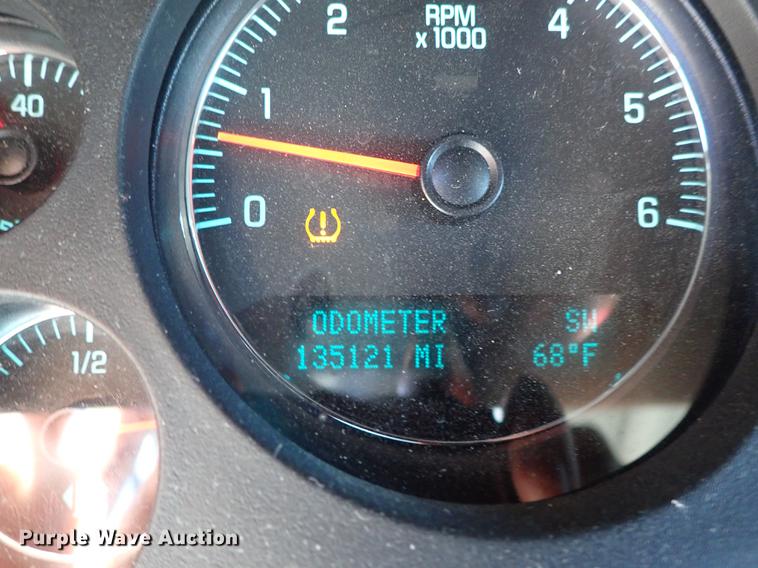 2
RPM
x1000
4
40
1
5
0
6
ODOMETER SW
135121 MI 68°F
1/2
Purple Wave Auction